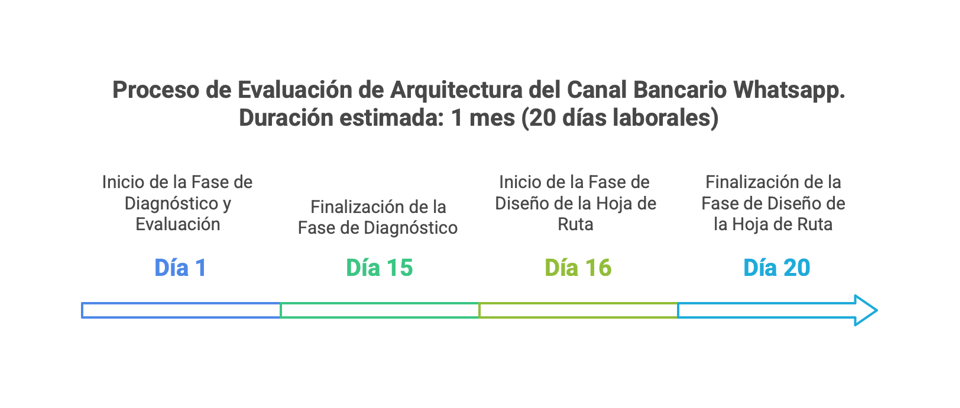 Proceso de Evaluación de Arquitectura del Canal Bancario Whatsapp.
Duración estimada: 1 mes (20 días laborales)
Inicio de la Fase de
Diagnóstico y
Evaluación
Día 1
Finalización de la
Fase de Diagnóstico
Día 15
Inicio de la Fase de
Diseño de la Hoja de
Ruta
Día 16
Finalización de la
Fase de Diseño de
la Hoja de Ruta
Día 20